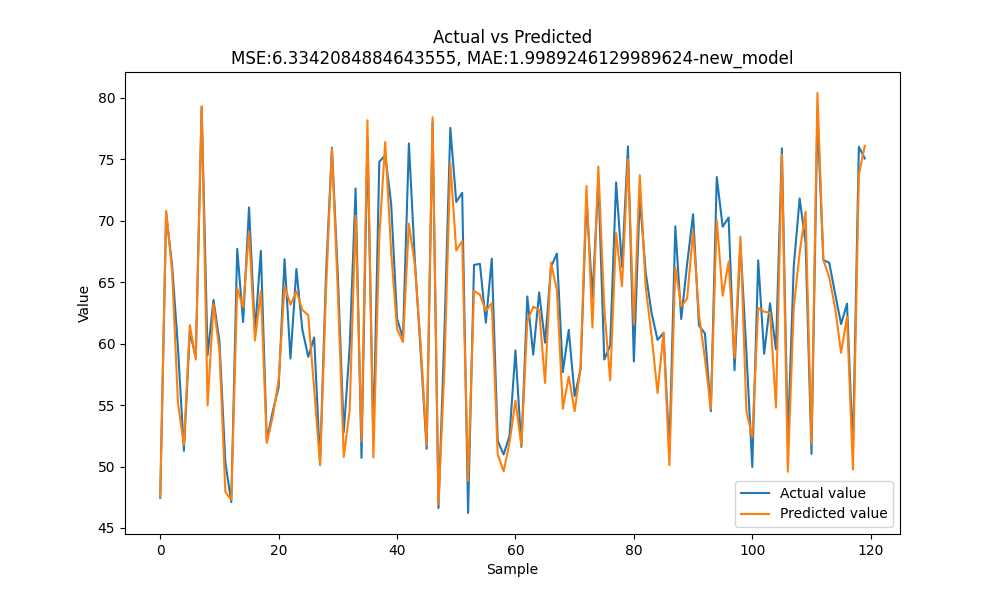 Actual vs Predicted
MSE:6.3342084884643555, MAE:1.9989246129989624-new_model
80
75
70
65
60
55
50
45
Value
0 20 40 60 80 100 120
Sample
Actual value
Predicted value